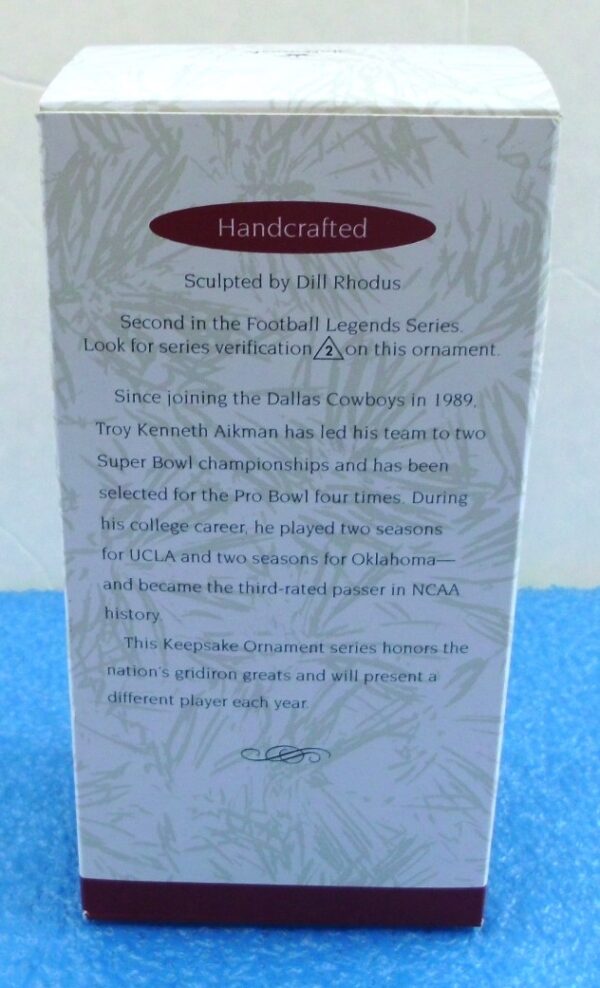 Handcrafted
Sculpted by Dill Rhodus
Second in the Football Legends Series.
Look for series verification 2 on this ornament.
Since joining the Dallas Cowboys in 1989,
Troy Kenneth Aikman has led his team to two
Super Bowl championships and has been
selected for the Pro Bowl four times. During
his college career, he played two seasons
for UCLA and two seasons for Oklahoma—
and became the third-rated passer in NCAA
history.
This Keepsake Ornament series honors the
nation's gridiron greats and will present a
different player each year.